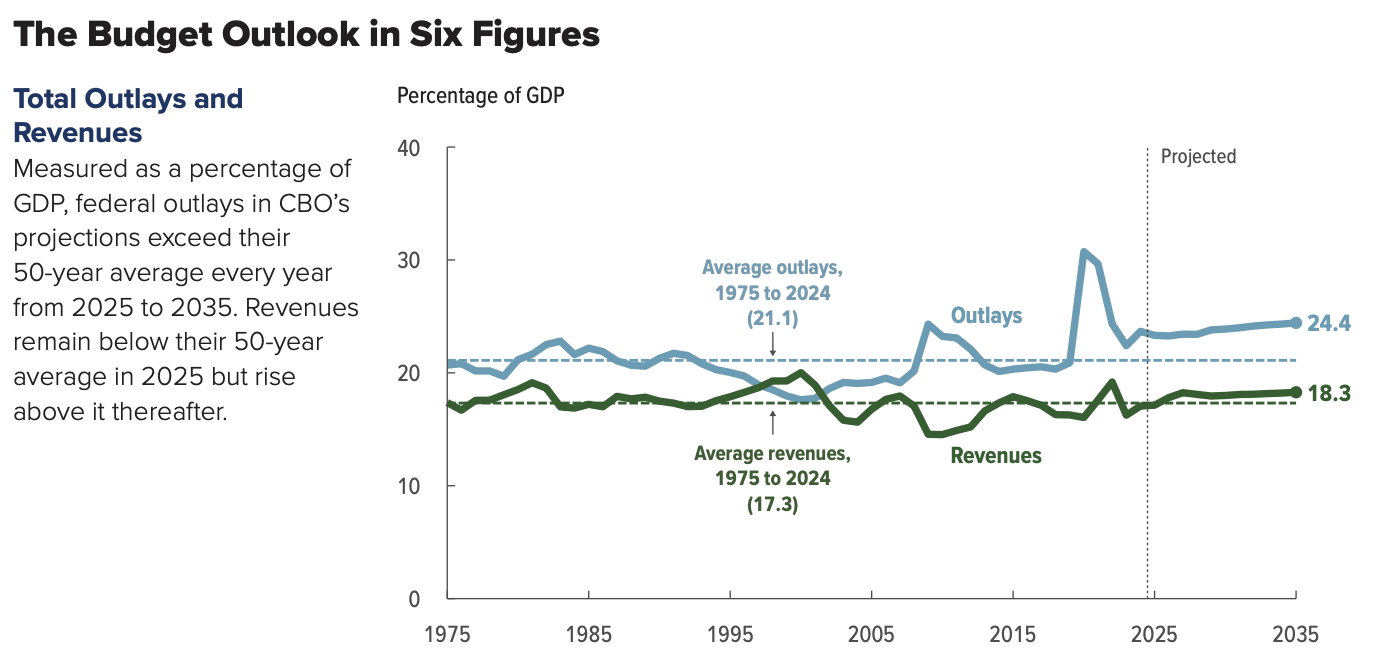 The Budget Outlook in Six Figures
Total Outlays and
Revenues
Measured as a percentage of
GDP, federal outlays in CBO’s
projections exceed their
50-year average every year
from 2025 to 2035. Revenues
remain below their 50-year
average in 2025 but rise
above it thereafter.
Percentage of GDP
40
Projected
30
Average outlays,
1975 to 2024
(21.1)
Outlays
24.4
20
18.3
Average revenues,
1975 to 2024
(17.3)
Revenues
10
0
1975 1985 1995 2005 2015 2025 2035